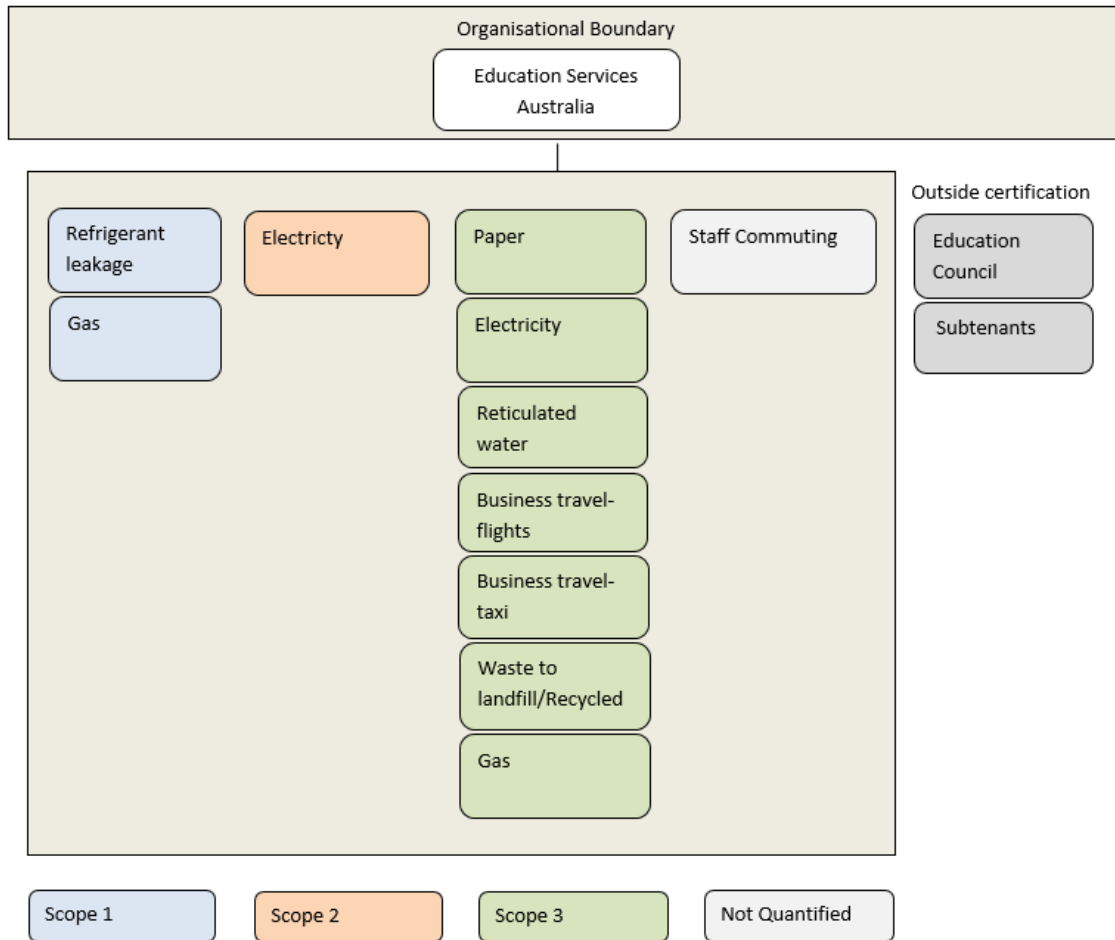 Organisational Boundary
Education Services
Australia
Outside certification
Refrigerant
leakage
Gas
Electricty
Paper
Electricity
Reticulated
water
Business travel-
flights
Business travel-
taxi
Waste to
landfill/Recycled
Gas
Staff Commuting
Education
Council
Subtenants
Scope 1
Scope 2
Scope 3
Not Quantified